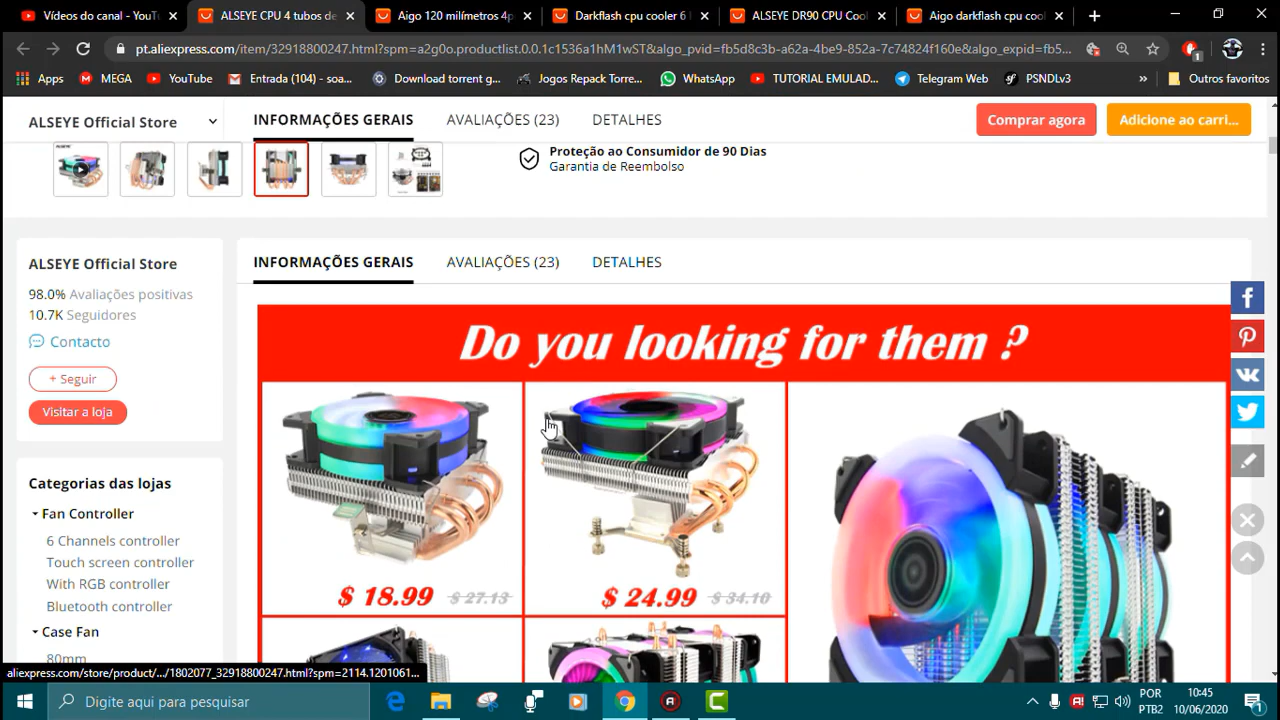 Vídeos do canal - YouTu
ALSEYE CPU 4 tubos de
Aigo 120 milímetros 4p
Darkflash cpu cooler 6
ALSEYE DR90 CPU Coo
Aigo darkflash cpu coo
pt.aliexpress.com/item/32918800247.html?spm=a2g0o.productlist.0.0.1c1536a1hM1wST&algo_pvid=fb5d8c3b-a62a-4be9-852a-7c74824f160e&algo_expid=fb5...
1
Apps
MEGA
YouTube
Entrada (104) - soa...
Download torrent g...
Jogos Repack Torre...
WhatsApp
TUTORIAL EMULAD...
Telegram Web
PSNDLv3
»
Outros favoritos
ALSEYE Official Store
INFORMAÇÕES GERAIS
AVALIAÇÕES (23)
DETALHES
Comprar agora
Adicione ao carri...
Proteção ao Consumidor de 90 Dias
Garantia de Reembolso
ALSEYE Official Store
98.0% Avaliações positivas
10.7K Seguidores
Contacto
+ Seguir
Visitar a loja
INFORMAÇÕES GERAIS
AVALIAÇÕES (23)
DETALHES
Do you looking for them ?
$ 18.99 $ 27.13
$ 24.99 $ 34.10
Categorias das lojas
Fan Controller
6 Channels controller
Touch screen controller
With RGB controller
Bluetooth controller
Case Fan
80mm
aliexpress.com/store/product/.../1802077_32918800247.html?spm=2114.1201061...
Digite aqui para pesquisar
POR
PTB2
10:45
10/06/2020
1